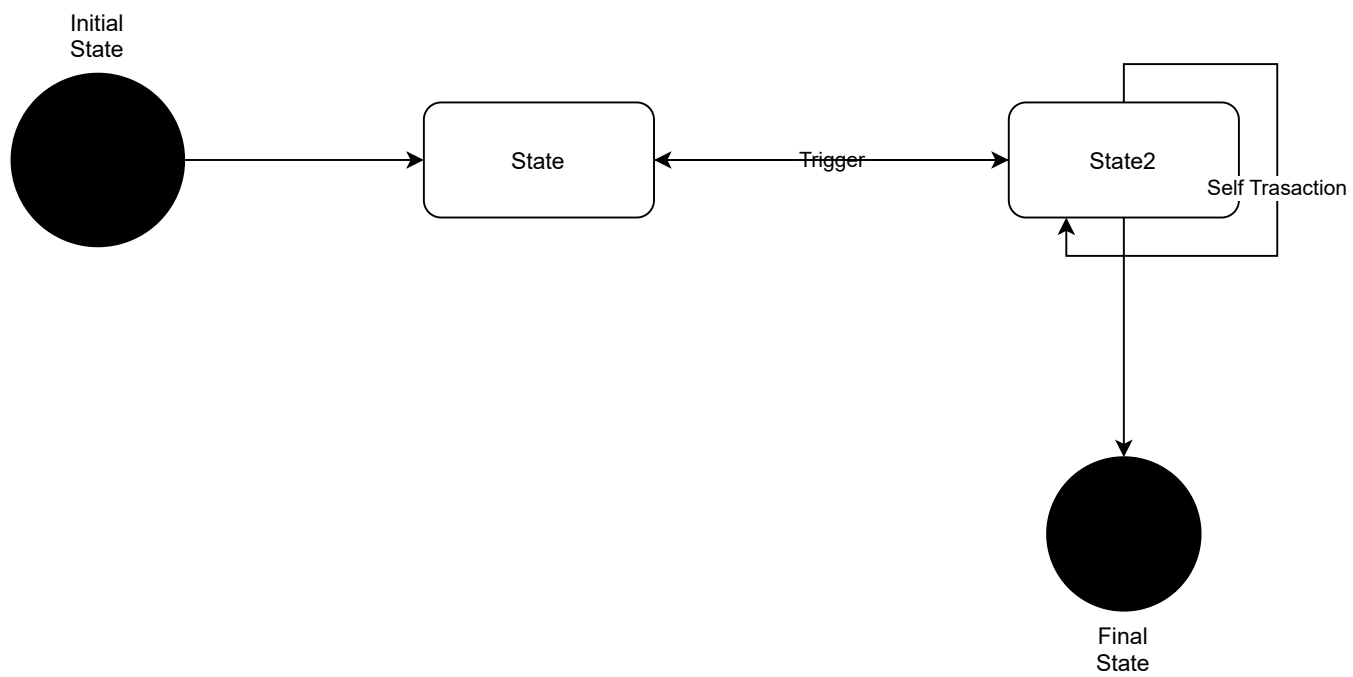 Initial
State
State
Trigger
State2
Self Trasaction
Final
State